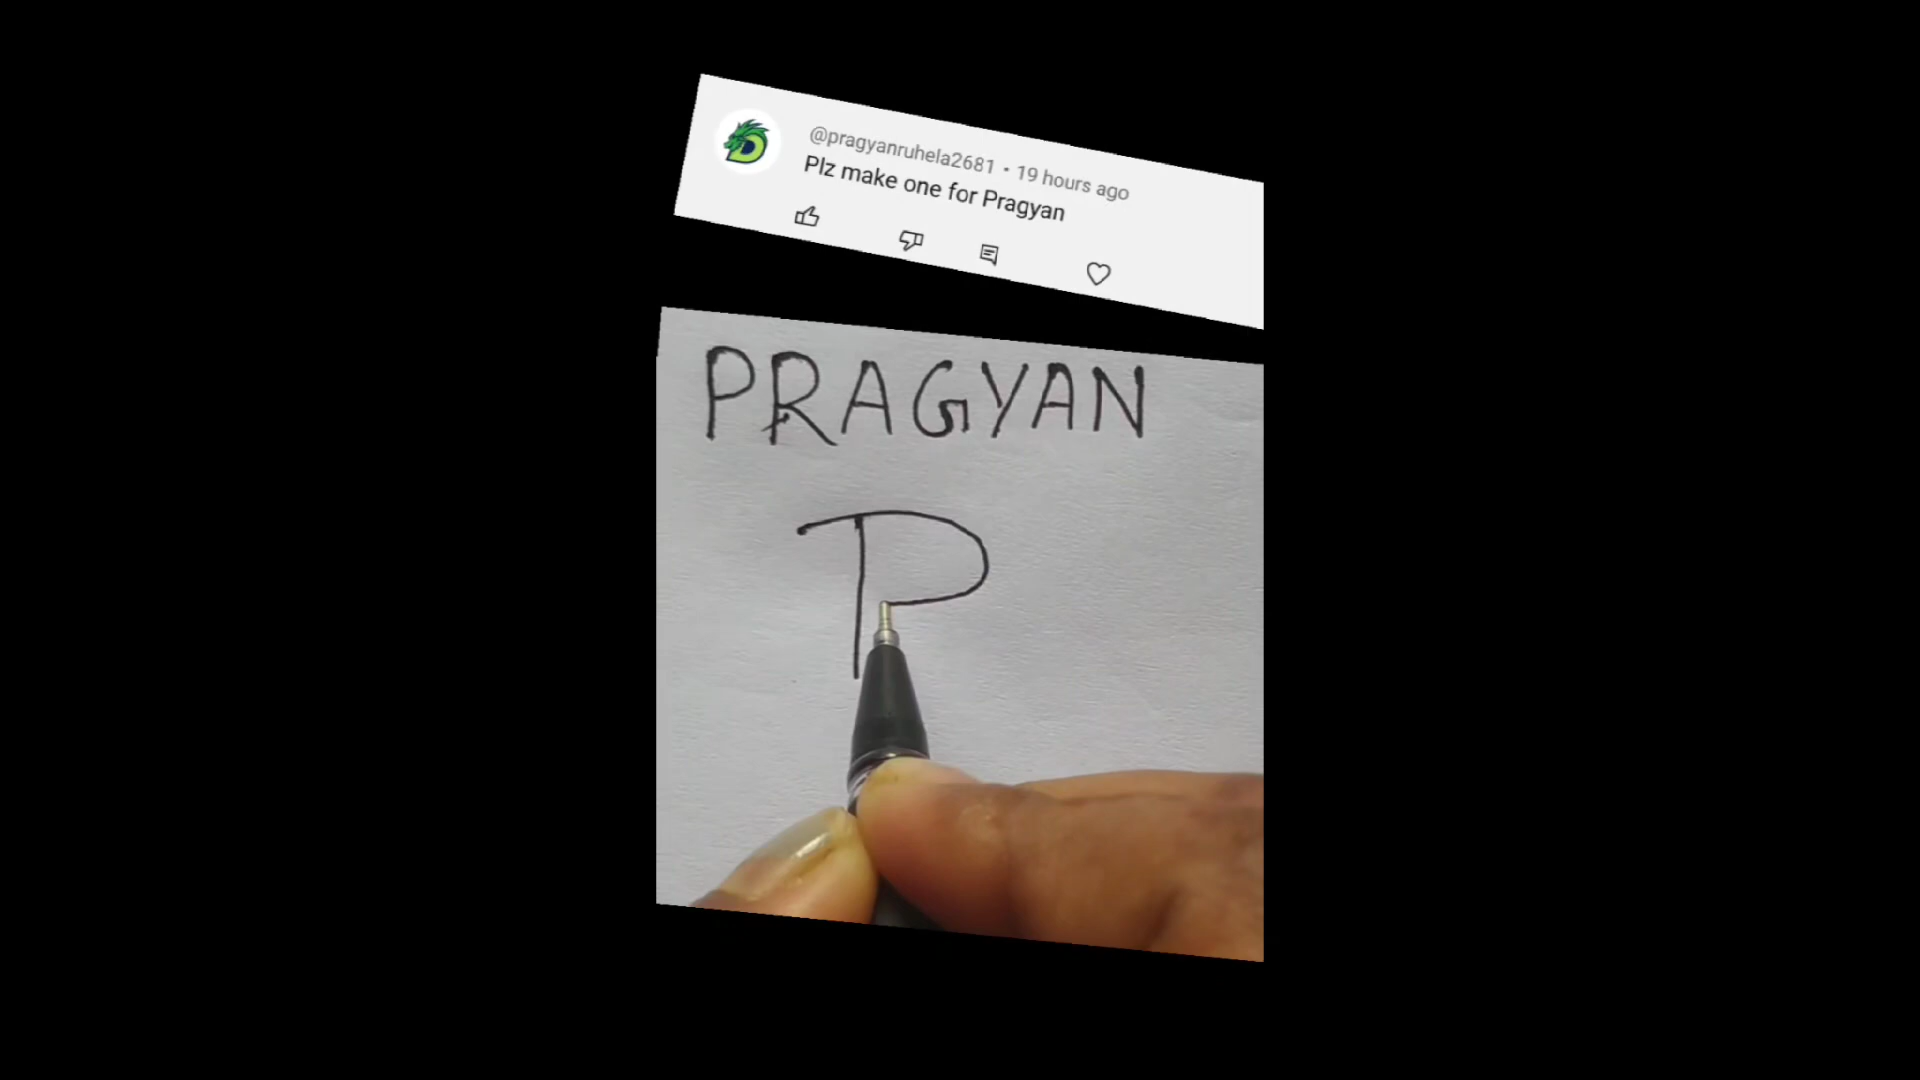 @pragyanruhela2681 • 19 hours ago
Plz make one for Pragyan
PRAGYAN
P